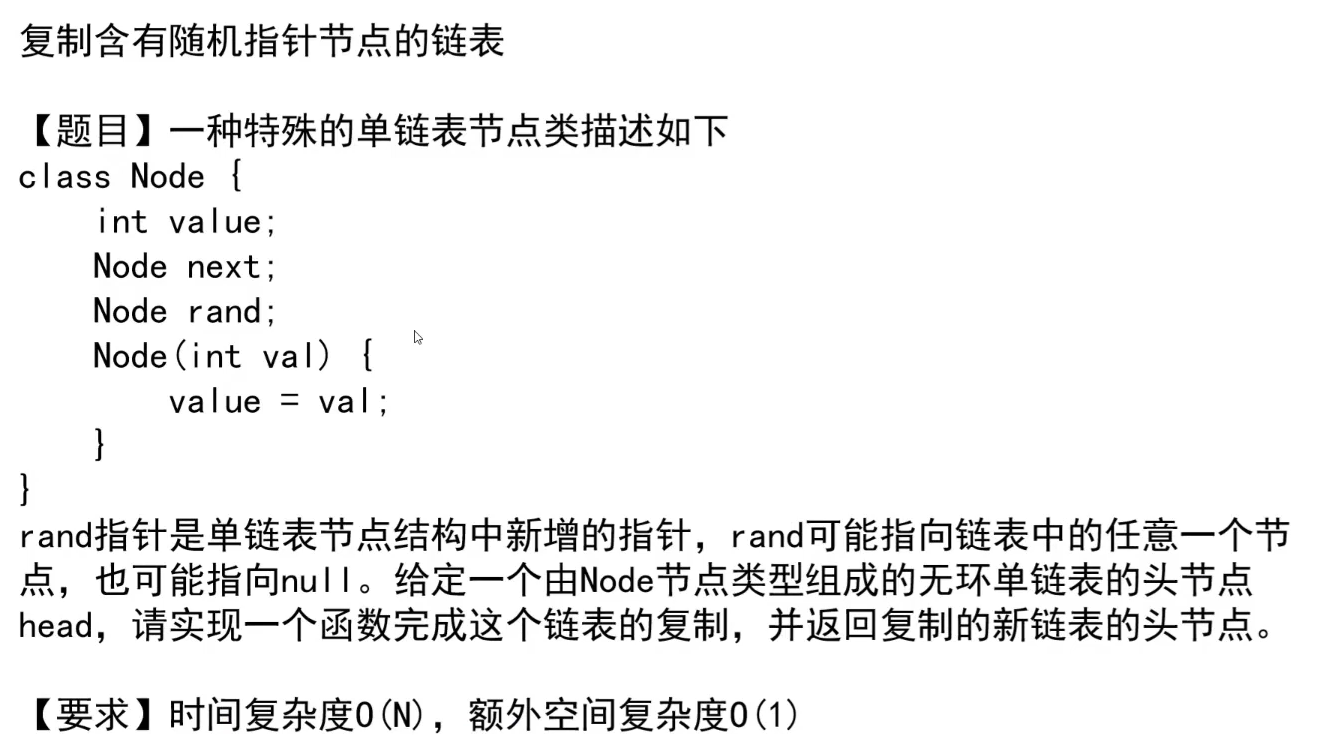 复制含有随机指针节点的链表
【题目】一种特殊的单链表节点类描述如下
class Node {
    int value;
    Node next;
    Node rand;
    Node(int val) {
        value = val;
    }
}
rand指针是单链表节点结构中新增的指针，rand可能指向链表中的任意一个节
点，也可能指向null。给定一个由Node节点类型组成的无环单链表的头节点
head，请实现一个函数完成这个链表的复制，并返回复制的新链表的头节点。
【要求】时间复杂度O(N)，额外空间复杂度O(1)